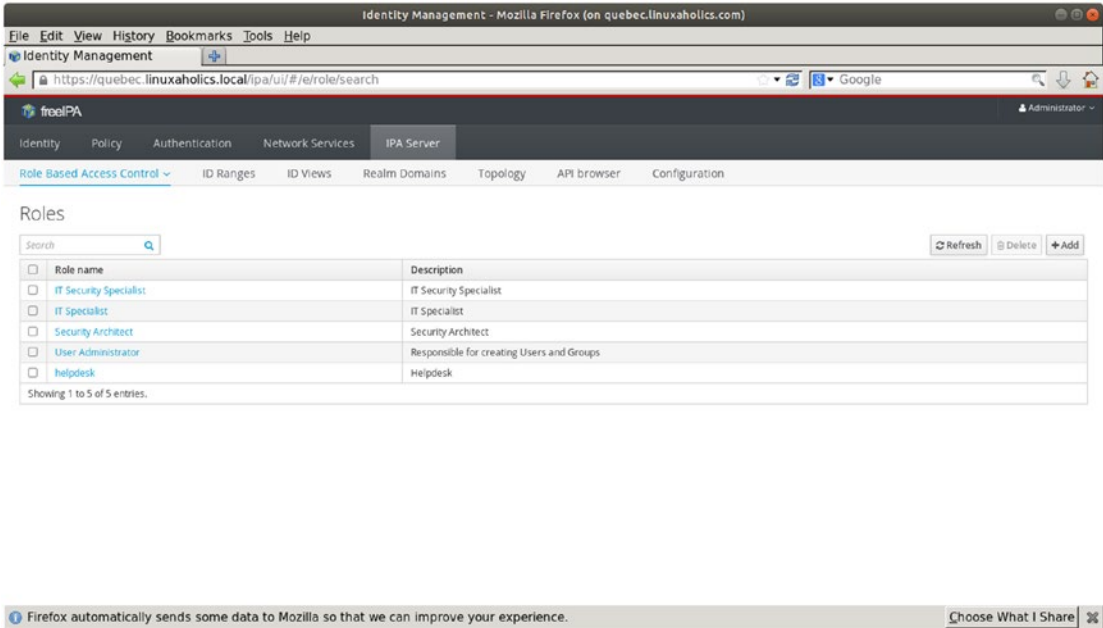 Identity Management - Mozilla Firefox (on quebec.linuxaholics.com)
File Edit View History Bookmarks Tools Help
Identity Management
https://quebec.linuxaholics.local/ipa/ui/#/e/role/search
Google
freeIPA
Administrator
Identity Policy Authentication Network Services IPA Server
Role Based Access Control ID Ranges ID Views Realm Domains Topology API browser Configuration
Roles
Search
Refresh Delete +Add
Role name Description
IT Security Specialist IT Security Specialist
IT Specialist IT Specialist
Security Architect Security Architect
User Administrator Responsible for creating Users and Groups
helpdesk Helpdesk
Showing 1 to 5 of 5 entries.
Firefox automatically sends some data to Mozilla so that we can improve your experience. Choose What I Share